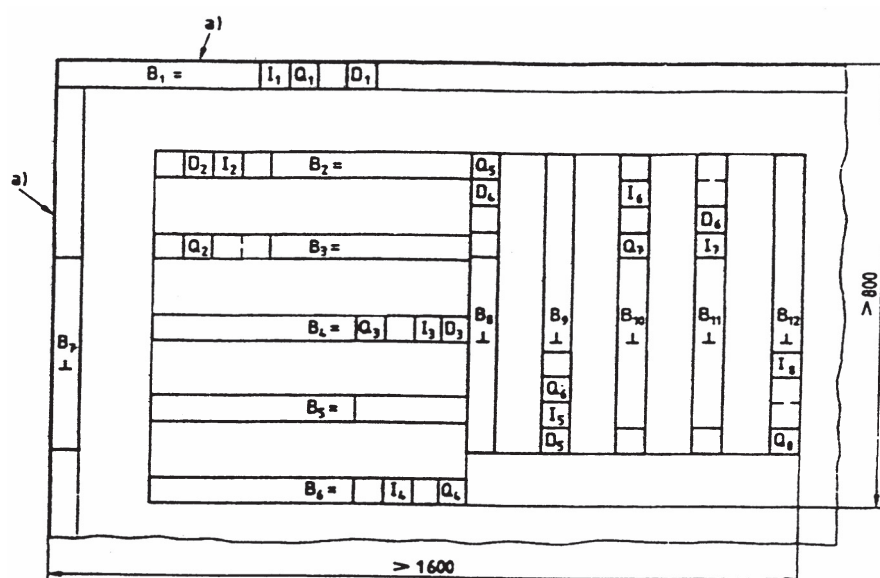 a)
B₁ = I₁ Q₁ D₁
D₂ I₂ B₂ = Q₅
D₄ I₆
D₆
a)
Q₂ B₃ = Q₇ I₇
> 800
B₄ = Q₃ I₃ D₃ B₈ ⊥ B₉ ⊥ B₁₀ ⊥ B₁₁ ⊥ B₁₂ ⊥
B₇ ⊥
I₈
Q₆
B₅ = I₅
D₅ Q₈
B₆ = I₄ Q₄
> 1600